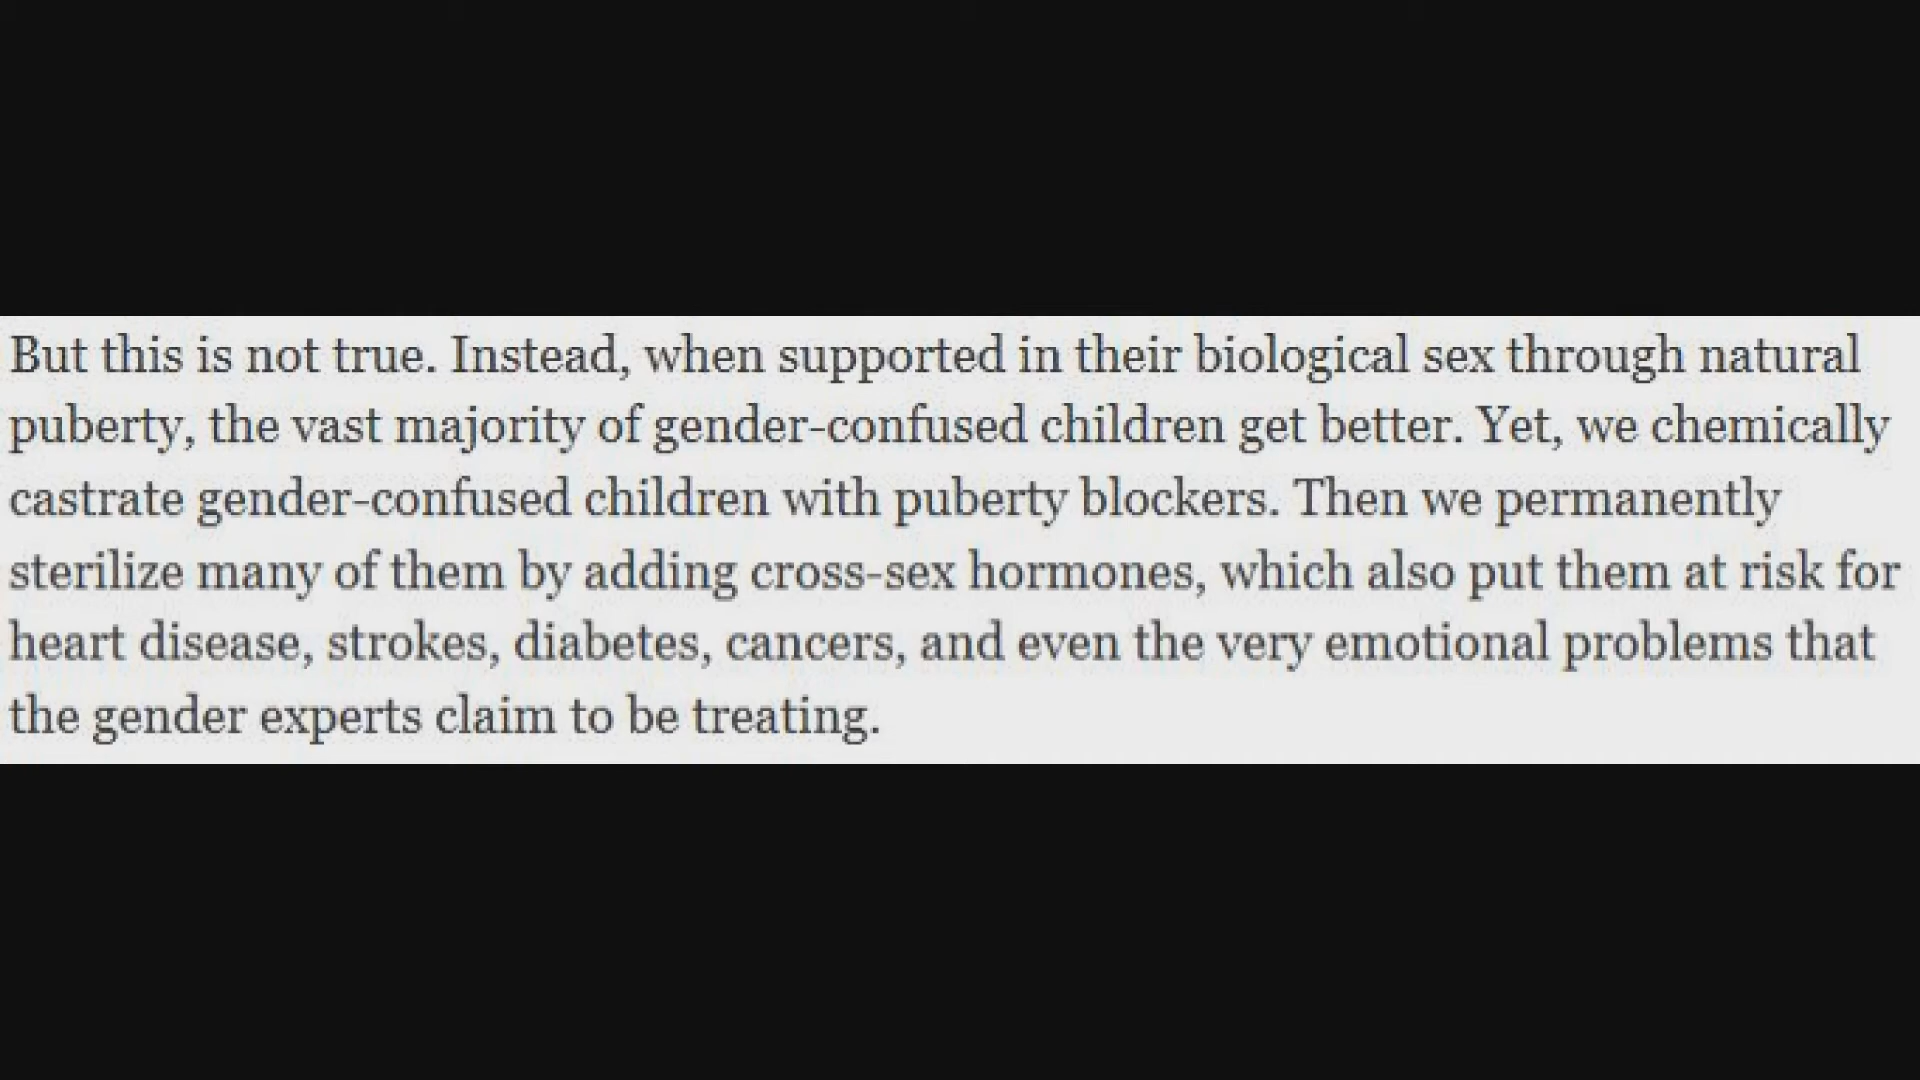 But this is not true. Instead, when supported in their biological sex through natural
puberty, the vast majority of gender-confused children get better. Yet, we chemically
castrate gender-confused children with puberty blockers. Then we permanently
sterilize many of them by adding cross-sex hormones, which also put them at risk for
heart disease, strokes, diabetes, cancers, and even the very emotional problems that
the gender experts claim to be treating.